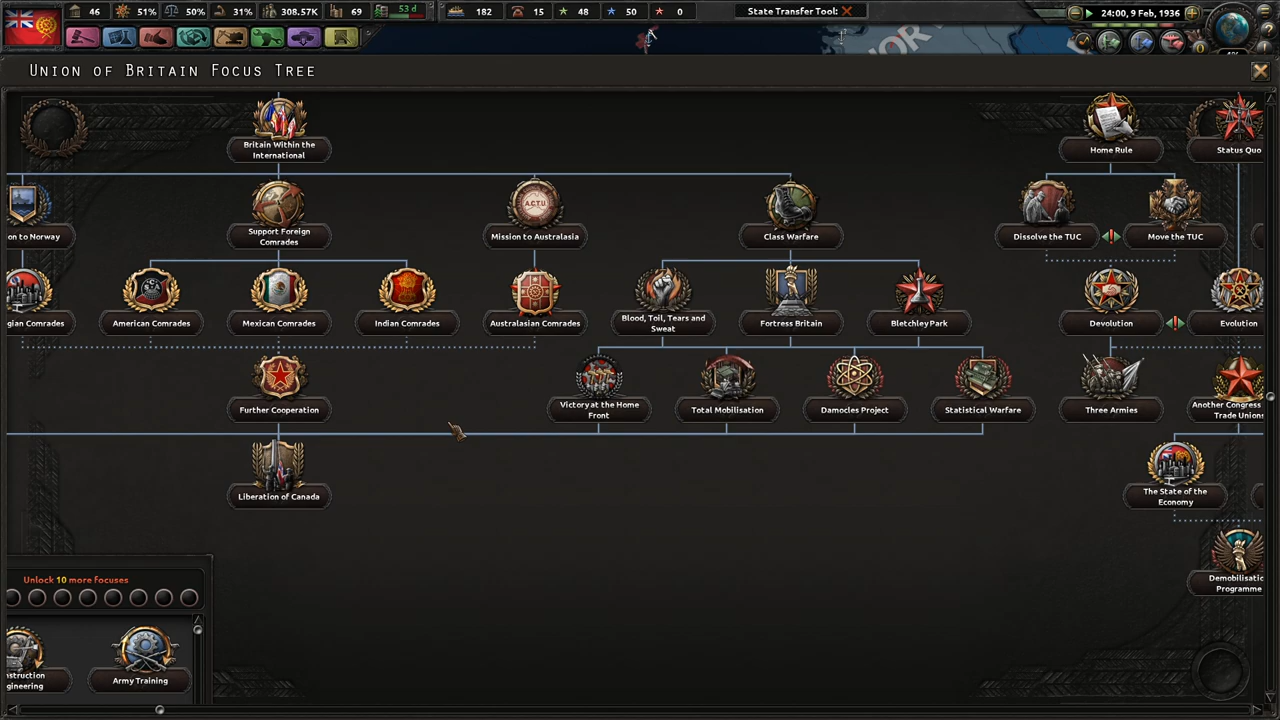 46 51% 50% 31% 308.57K 69 53 d 182 15 48 50 0 State Transfer Tool: 24:00, 9 Feb, 1936
Union of Britain Focus Tree
Britain Within the
International
Home Rule
Status Quo
on to Norway
Support Foreign
Comrades
Mission to Australasia
Class Warfare
Dissolve the TUC
Move the TUC
gian Comrades
American Comrades
Mexican Comrades
Indian Comrades
Australasian Comrades
Blood, Toil, Tears and
Sweat
Fortress Britain
Bletchley Park
Devolution
Evolution
Further Cooperation
Victory at the Home
Front
Total Mobilisation
Damocles Project
Statistical Warfare
Three Armies
Another Congress
Trade Union
Liberation of Canada
The State of the
Economy
Demobilisatic
Programme
Unlock 10 more focuses
struction
gineering
Army Training